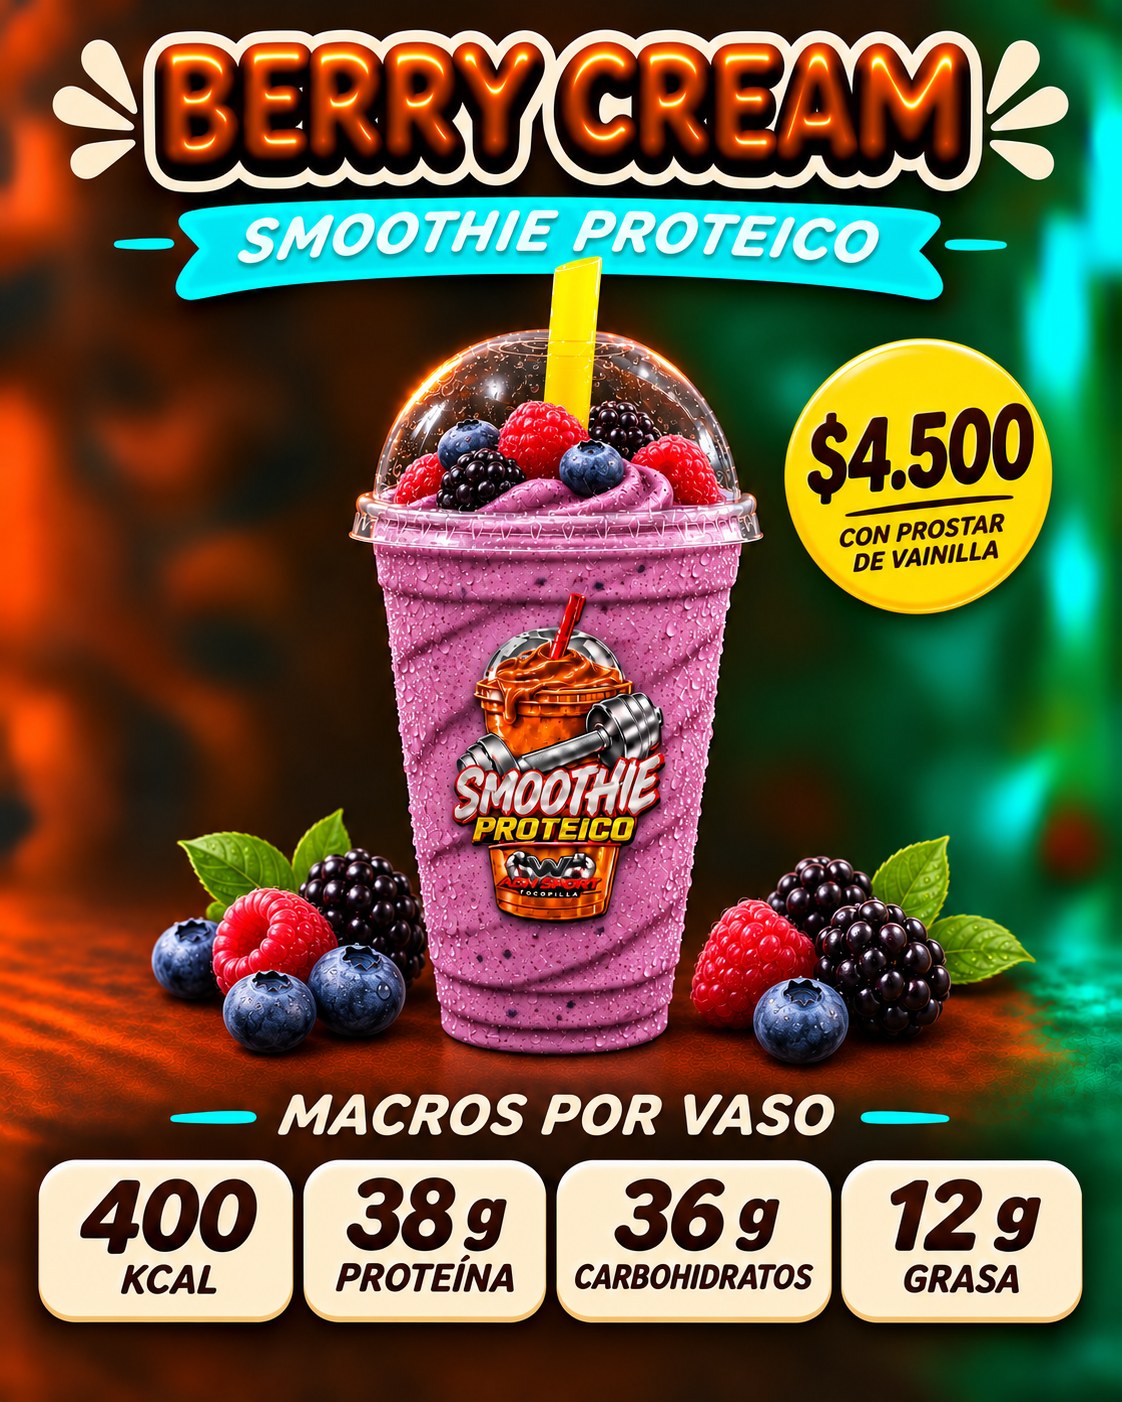 BERRY CREAM
SMOOTHIE PROTEICO
$4.500
CON PROSTAR
DE VAINILLA
SMOOTHIE
PROTEICO
TOCOPILLA
MACROS POR VASO
400
KCAL
38 g
PROTEÍNA
36 g
CARBOHIDRATOS
12 g
GRASA